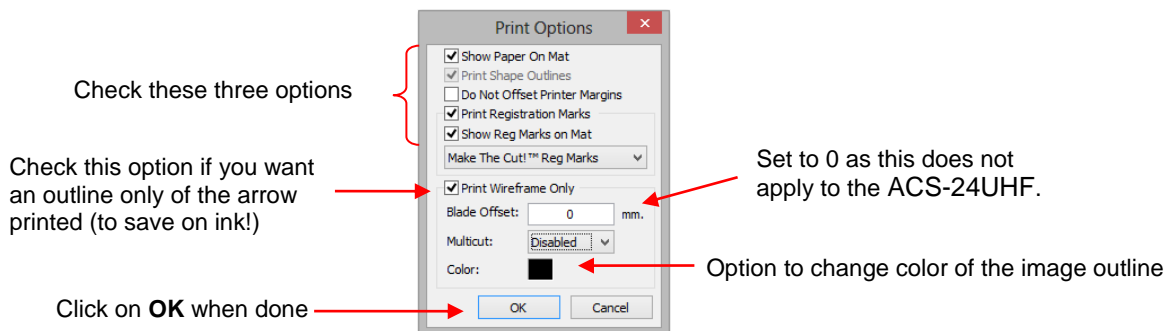 Print Options
Show Paper On Mat
Print Shape Outlines
Do Not Offset Printer Margins
Print Registration Marks
Show Reg Marks on Mat
Make The Cut!™ Reg Marks
Print Wireframe Only
Blade Offset: 0 mm.
Multicut: Disabled
Color:
OK Cancel
Check these three options
Check this option if you want
an outline only of the arrow
printed (to save on ink!)
Set to 0 as this does not
apply to the ACS-24UHF.
Option to change color of the image outline
Click on OK when done